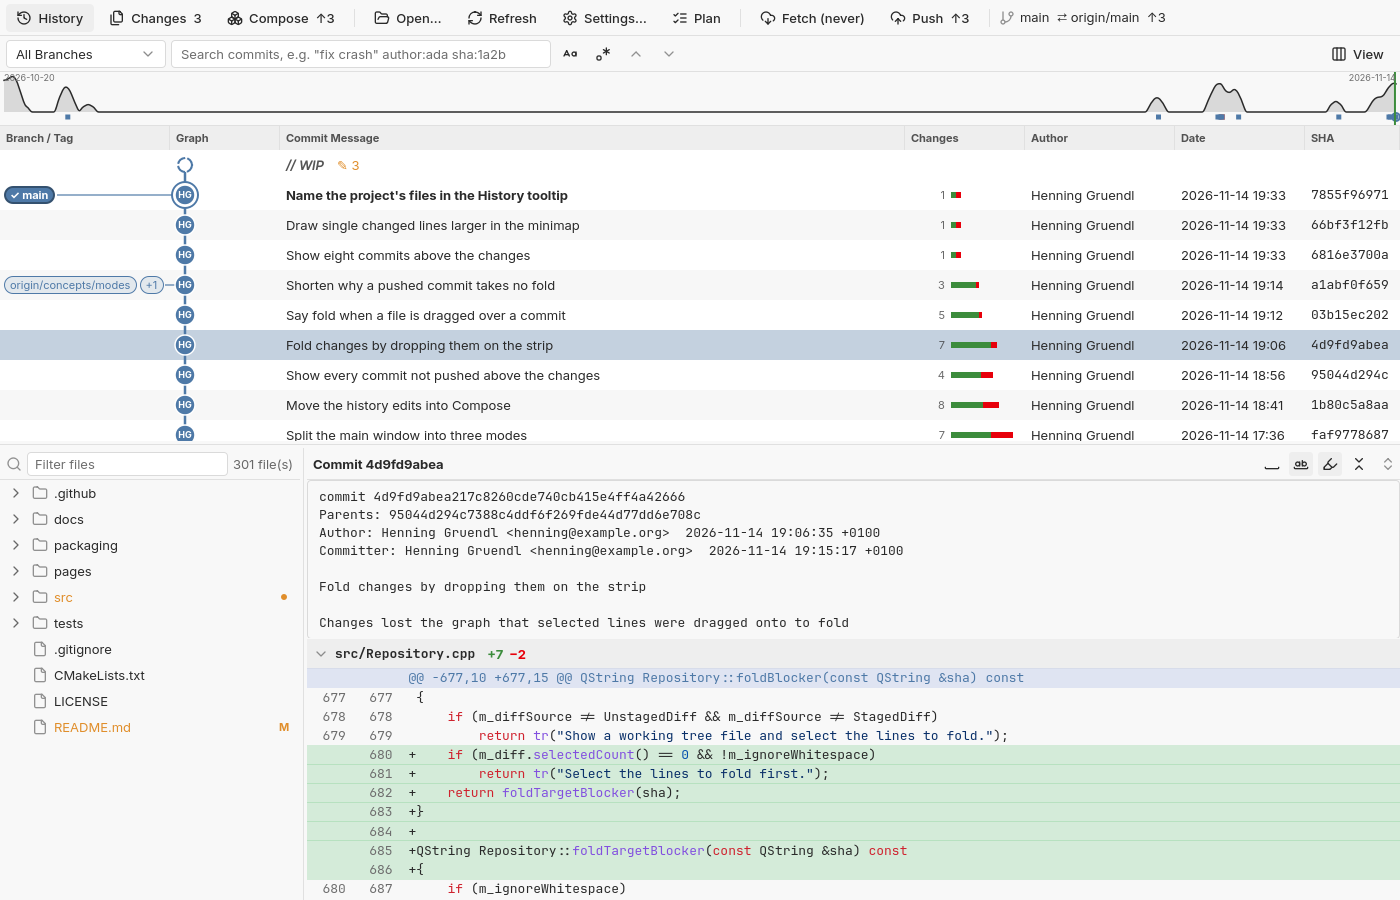 History Changes 3 Compose ↑3 Open... Refresh Settings... Plan Fetch (never) Push ↑3 main ⇄ origin/main ↑3
All Branches Search commits, e.g. "fix crash" author:ada sha:1a2b Aa .* View
2026-10-20 2026-11-14
Branch / Tag Graph Commit Message Changes Author Date SHA
// WIP ✎ 3
✓ main HG Name the project's files in the History tooltip 1 Henning Gruendl 2026-11-14 19:33 7855f96971
HG Draw single changed lines larger in the minimap 1 Henning Gruendl 2026-11-14 19:33 66bf3f12fb
HG Show eight commits above the changes 1 Henning Gruendl 2026-11-14 19:33 6816e3700a
origin/concepts/modes +1 HG Shorten why a pushed commit takes no fold 3 Henning Gruendl 2026-11-14 19:14 a1abf0f659
HG Say fold when a file is dragged over a commit 5 Henning Gruendl 2026-11-14 19:12 03b15ec202
HG Fold changes by dropping them on the strip 7 Henning Gruendl 2026-11-14 19:06 4d9fd9abea
HG Show every commit not pushed above the changes 4 Henning Gruendl 2026-11-14 18:56 95044d294c
HG Move the history edits into Compose 8 Henning Gruendl 2026-11-14 18:41 1b80c5a8aa
HG Split the main window into three modes 7 Henning Gruendl 2026-11-14 17:36 faf9778687
Filter files 301 file(s)
.github
docs
packaging
pages
src
tests
.gitignore
CMakeLists.txt
LICENSE
README.md M
Commit 4d9fd9abea ab
commit 4d9fd9abea217c8260cde740cb415e4ff4a42666
Parents: 95044d294c7388c4ddf6f269fde44d77dd6e708c
Author: Henning Gruendl <henning@example.org> 2026-11-14 19:06:35 +0100
Committer: Henning Gruendl <henning@example.org> 2026-11-14 19:15:17 +0100
Fold changes by dropping them on the strip
Changes lost the graph that selected lines were dragged onto to fold
src/Repository.cpp +7 −2
@@ -677,10 +677,15 @@ QString Repository::foldBlocker(const QString &sha) const
677 677 {
678 678 if (m_diffSource != UnstagedDiff && m_diffSource != StagedDiff)
679 679 return tr("Show a working tree file and select the lines to fold.");
680 + if (m_diff.selectedCount() == 0 && !m_ignoreWhitespace)
681 + return tr("Select the lines to fold first.");
682 + return foldTargetBlocker(sha);
683 +}
684 +
685 +QString Repository::foldTargetBlocker(const QString &sha) const
686 +{
680 687 if (m_ignoreWhitespace)